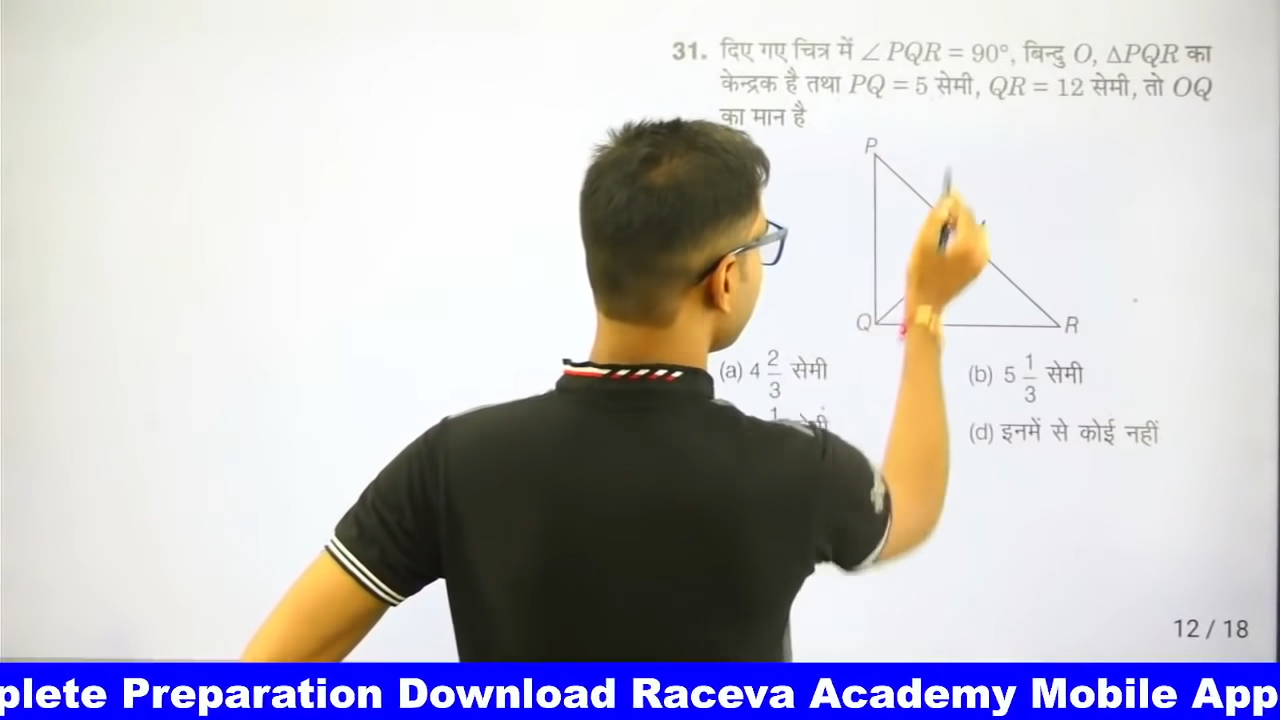 31. दिए गए चित्र में ∠PQR = 90°, बिन्दु O, ΔPQR का
केन्द्रक है तथा PQ = 5 सेमी, QR = 12 सेमी, तो OQ
का मान है
P
Q
R
(a) 4 2/3 सेमी
(b) 5 1/3 सेमी
1
सेमी
(d) इनमें से कोई नहीं
12 / 18
plete Preparation Download Raceva Academy Mobile App